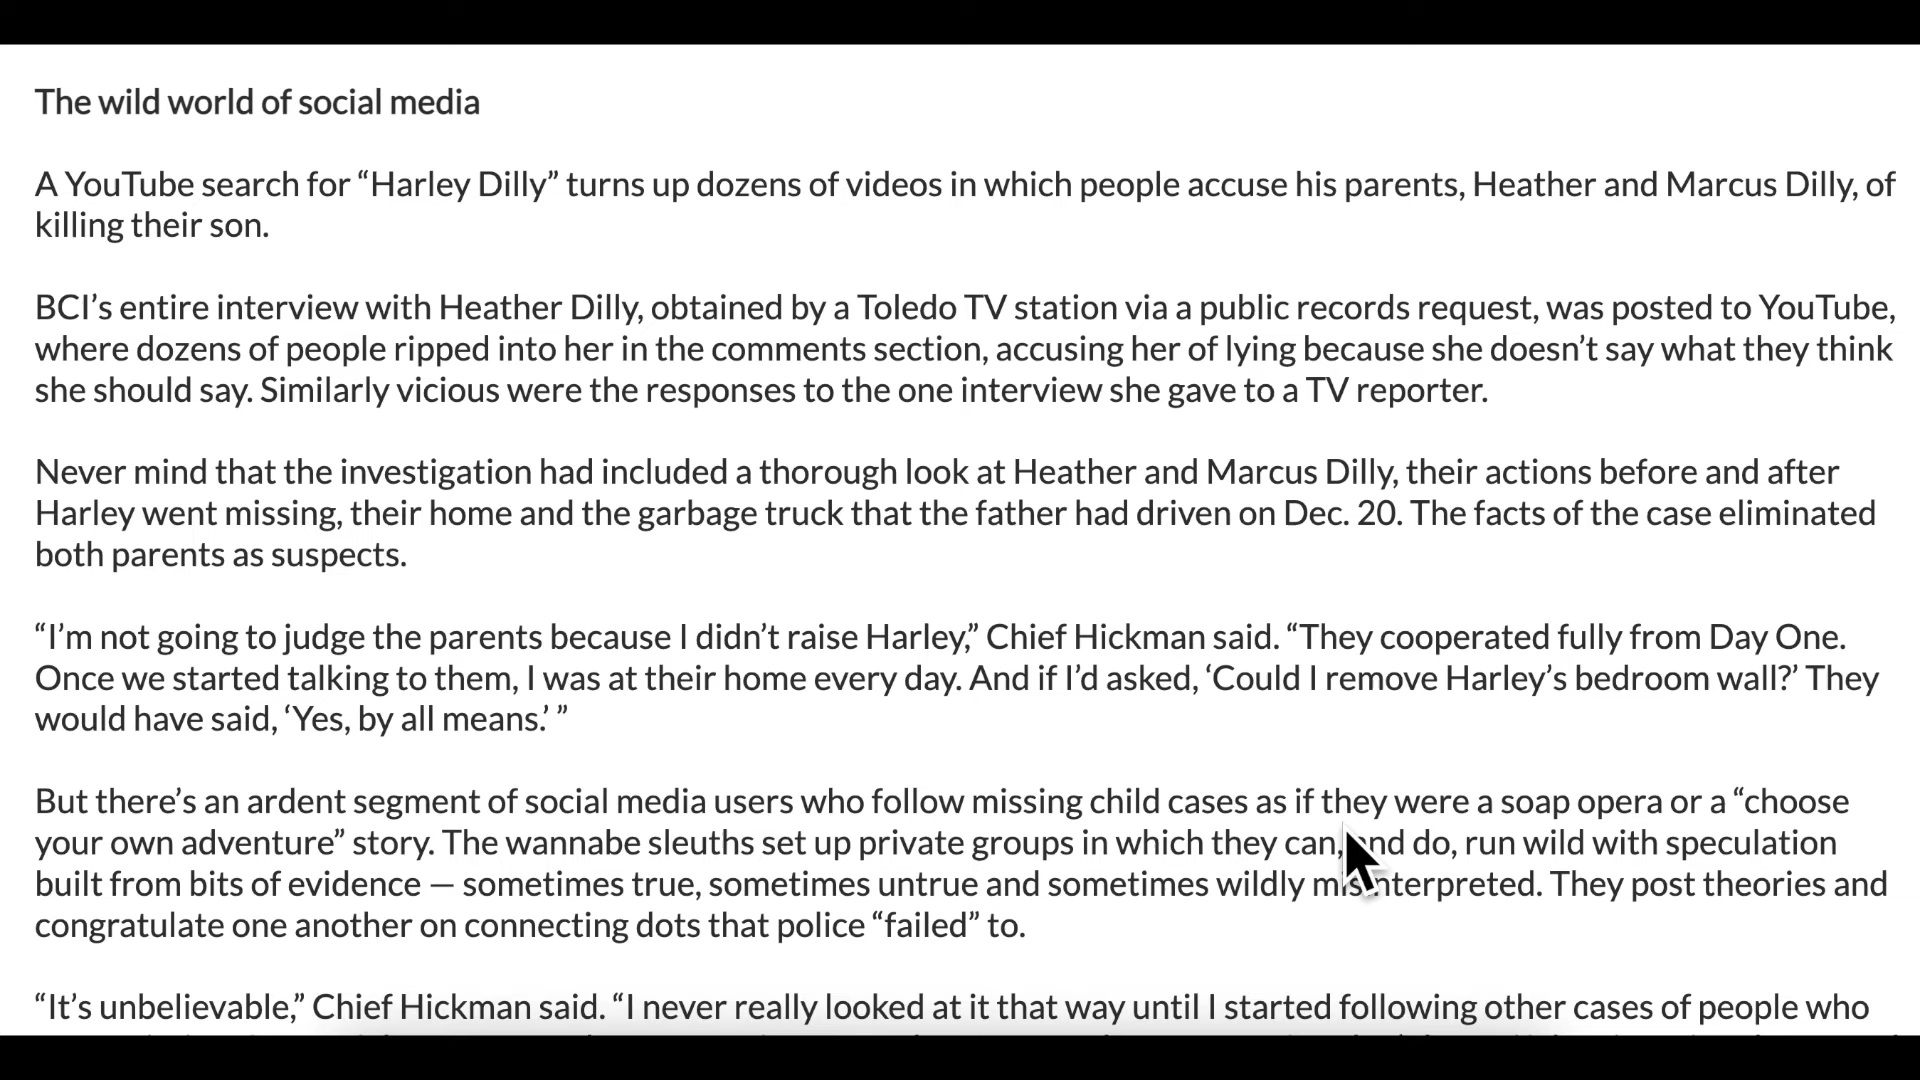 The wild world of social media
A YouTube search for “Harley Dilly” turns up dozens of videos in which people accuse his parents, Heather and Marcus Dilly, of
killing their son.
BCI’s entire interview with Heather Dilly, obtained by a Toledo TV station via a public records request, was posted to YouTube,
where dozens of people ripped into her in the comments section, accusing her of lying because she doesn’t say what they think
she should say. Similarly vicious were the responses to the one interview she gave to a TV reporter.
Never mind that the investigation had included a thorough look at Heather and Marcus Dilly, their actions before and after
Harley went missing, their home and the garbage truck that the father had driven on Dec. 20. The facts of the case eliminated
both parents as suspects.
“I’m not going to judge the parents because I didn’t raise Harley,” Chief Hickman said. “They cooperated fully from Day One.
Once we started talking to them, I was at their home every day. And if I’d asked, ‘Could I remove Harley’s bedroom wall?’ They
would have said, ‘Yes, by all means.’ ”
But there’s an ardent segment of social media users who follow missing child cases as if they were a soap opera or a “choose
your own adventure” story. The wannabe sleuths set up private groups in which they can, and do, run wild with speculation
built from bits of evidence — sometimes true, sometimes untrue and sometimes wildly misinterpreted. They post theories and
congratulate one another on connecting dots that police “failed” to.
“It’s unbelievable,” Chief Hickman said. “I never really looked at it that way until I started following other cases of people who